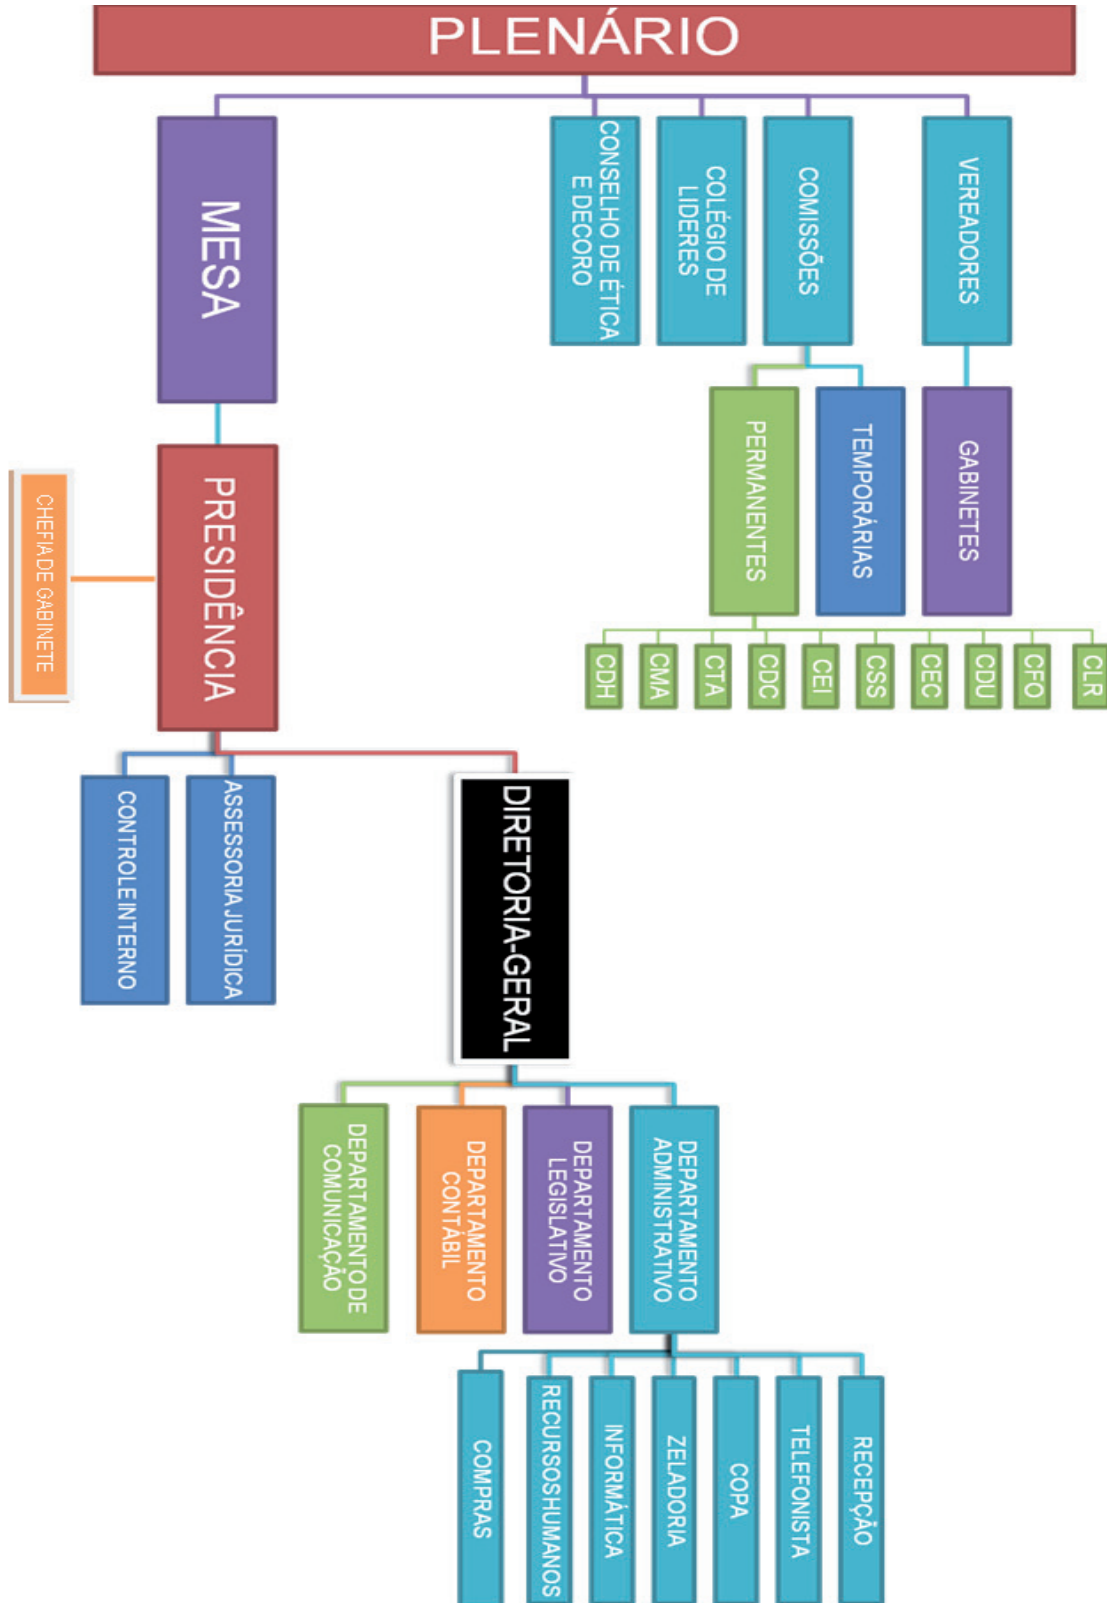 PLENÁRIO
MESA
CONSELHO DE ÉTICA
E DECORO
COLÉGIO DE
LIDERES
COMISSÕES
VEREADORES
PERMANENTES
TEMPORÁRIAS
GABINETES
CHEFIA DE GABINETE
PRESIDÊNCIA
CDH
CMA
CTA
CDC
CEI
CSS
CEC
CDU
CFO
CLR
CONTROLE INTERNO
ASSESSORIA JURÍDICA
DIRETORIA-GERAL
DEPARTAMENTO DE
COMUNICAÇÃO
DEPARTAMENTO
CONTÁBIL
DEPARTAMENTO
LEGISLATIVO
DEPARTAMENTO
ADMINISTRATIVO
COMPRAS
RECURSOS HUMANOS
INFORMÁTICA
ZELADORIA
COPA
TELEFONISTA
RECEPÇÃO